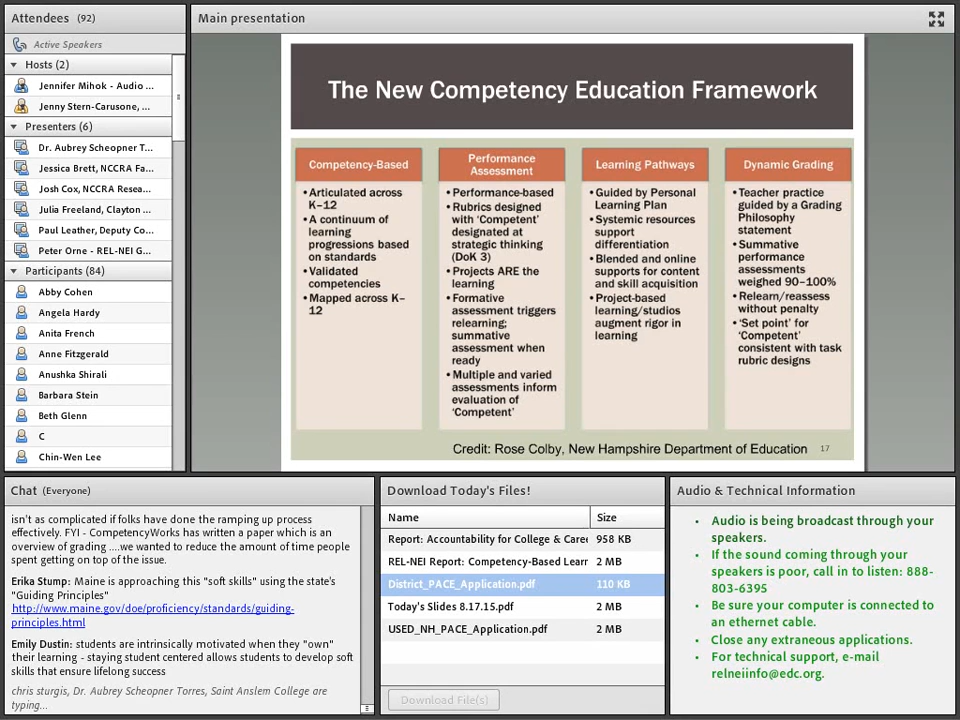 Attendees (92)
Active Speakers
Hosts (2)
Jennifer Mihok - Audio ...
Jenny Stern-Carusone, ...
Presenters (6)
Dr. Aubrey Scheopner T...
Jessica Brett, NCCRA Fa...
Josh Cox, NCCRA Resea...
Julia Freeland, Clayton ...
Paul Leather, Deputy Co...
Peter Orne - REL-NEI G...
Participants (84)
Abby Cohen
Angela Hardy
Anita French
Anne Fitzgerald
Anushka Shirali
Barbara Stein
Beth Glenn
C
Chin-Wen Lee
Main presentation
The New Competency Education Framework
Competency-Based
• Articulated across
K–12
• A continuum of
learning
progressions based
on standards
• Validated
competencies
• Mapped across K–
12
Performance
Assessment
• Performance-based
• Rubrics designed
with ‘Competent’
designated at
strategic thinking
(DoK 3)
• Projects ARE the
learning
• Formative
assessment triggers
relearning;
summative
assessment when
ready
• Multiple and varied
assessments inform
evaluation of
‘Competent’
Learning Pathways
• Guided by Personal
Learning Plan
• Systemic resources
support
differentiation
• Blended and online
supports for content
and skill acquisition
• Project-based
learning/studios
augment rigor in
learning
Dynamic Grading
• Teacher practice
guided by a Grading
Philosophy
statement
• Summative
performance
assessments
weighed 90–100%
• Relearn/reassess
without penalty
• ‘Set point’ for
‘Competent’
consistent with task
rubric designs
Credit: Rose Colby, New Hampshire Department of Education 17
Chat (Everyone)
isn't as complicated if folks have done the ramping up process
effectively. FYI - CompetencyWorks has written a paper which is an
overview of grading ....we wanted to reduce the amount of time people
spent getting on top of the issue.
Erika Stump: Maine is approaching this "soft skills" using the state's
"Guiding Principles"
http://www.maine.gov/doe/proficiency/standards/guiding-
principles.html
Emily Dustin: students are intrinsically motivated when they "own"
their learning - staying student centered allows students to develop soft
skills that ensure lifelong success
chris sturgis, Dr. Aubrey Scheopner Torres, Saint Anslem College are
typing...
Download Today's Files!
Name Size
Report: Accountability for College & Caree 958 KB
REL-NEI Report: Competency-Based Learr 2 MB
District_PACE_Application.pdf 110 KB
Today's Slides 8.17.15.pdf 2 MB
USED_NH_PACE_Application.pdf 2 MB
Download File(s)
Audio & Technical Information
• Audio is being broadcast through your
speakers.
• If the sound coming through your
speakers is poor, call in to listen: 888-
803-6395
• Be sure your computer is connected to
an ethernet cable.
• Close any extraneous applications.
• For technical support, e-mail
relneiinfo@edc.org.